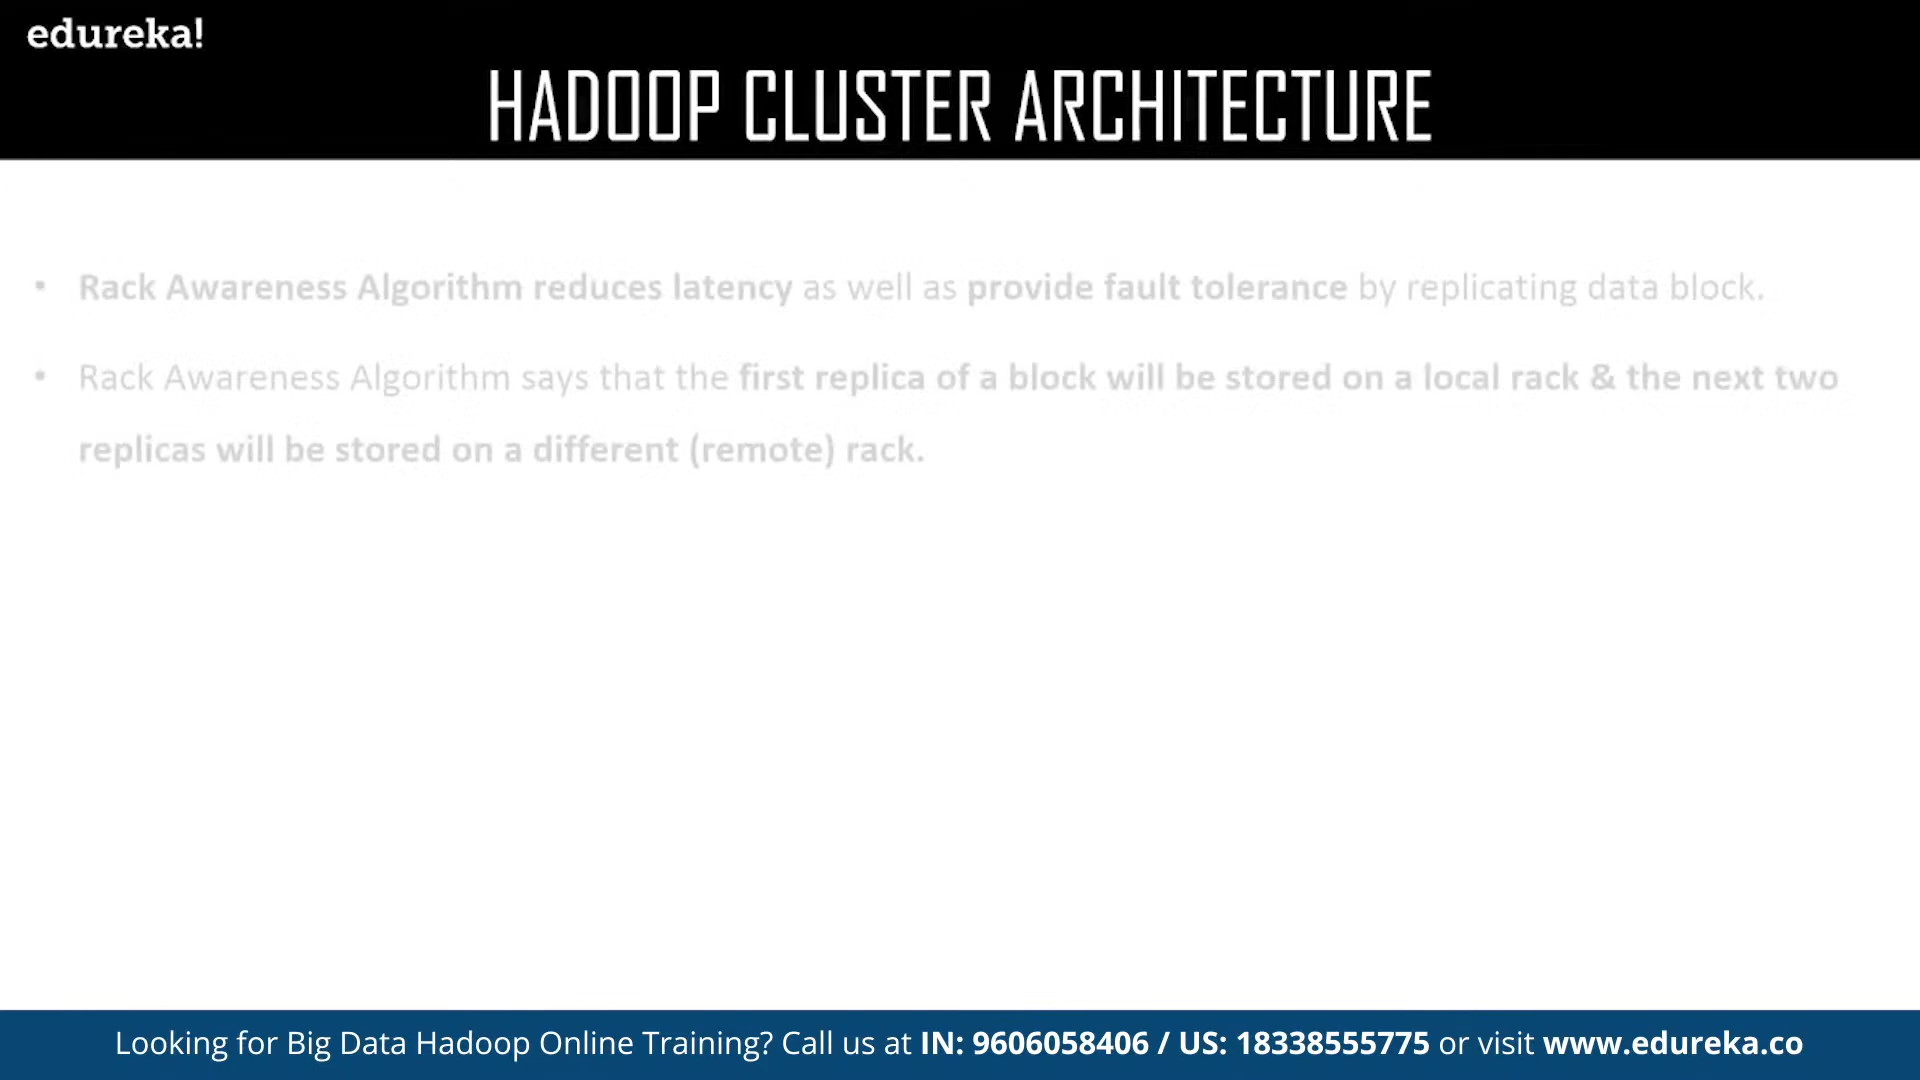 edureka!
HADOOP CLUSTER ARCHITECTURE
• Rack Awareness Algorithm reduces latency as well as provide fault tolerance by replicating data block.
• Rack Awareness Algorithm says that the first replica of a block will be stored on a local rack & the next two
replicas will be stored on a different (remote) rack.
Looking for Big Data Hadoop Online Training? Call us at IN: 9606058406 / US: 18338555775 or visit www.edureka.co